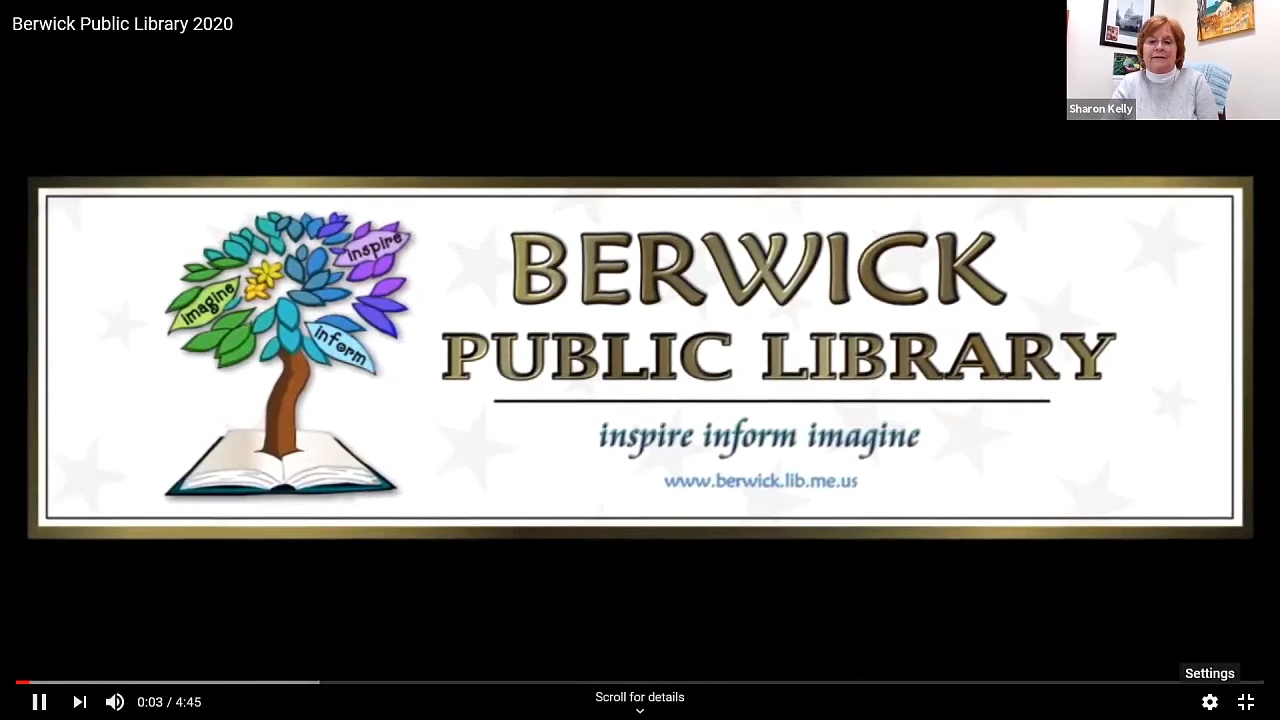 Berwick Public Library 2020
Sharon Kelly
inspire
imagine
inform
BERWICK
PUBLIC LIBRARY
inspire inform imagine
www.berwick.lib.me.us
Settings
0:03 / 4:45
Scroll for details